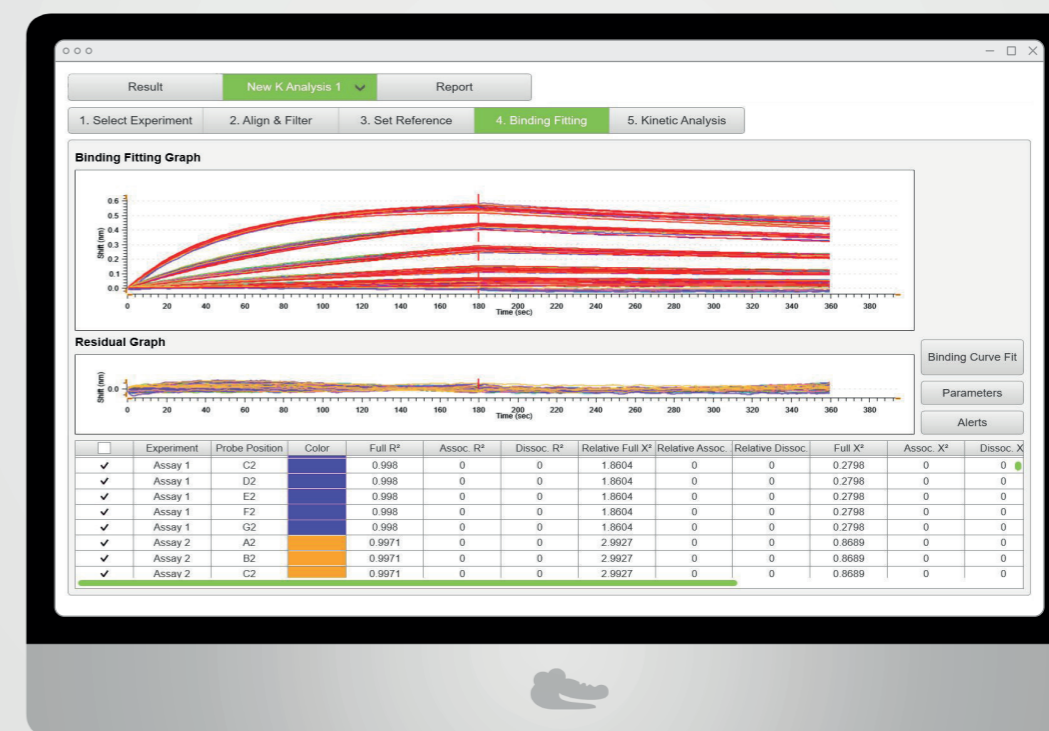 Result New K Analysis 1 Report
1. Select Experiment 2. Align & Filter 3. Set Reference 4. Binding Fitting 5. Kinetic Analysis
Binding Fitting Graph
Shift (nm)
0.6
0.5
0.4
0.3
0.2
0.1
0.0
0 20 40 60 80 100 120 140 160 180 200 220 240 260 280 300 320 340 360 380
Time (sec)
Residual Graph
Shift (nm)
0.0
0 20 40 60 80 100 120 140 160 180 200 220 240 260 280 300 320 340 360 380
Time (sec)
Binding Curve Fit
Parameters
Alerts
Experiment Probe Position Color Full R² Assoc. R² Dissoc. R² Relative Full X² Relative Assoc. Relative Dissoc. Full X² Assoc. X² Dissoc. X
Assay 1 C2 0.998 0 0 1.8604 0 0 0.2798 0 0
Assay 1 D2 0.998 0 0 1.8604 0 0 0.2798 0 0
Assay 1 E2 0.998 0 0 1.8604 0 0 0.2798 0 0
Assay 1 F2 0.998 0 0 1.8604 0 0 0.2798 0 0
Assay 1 G2 0.998 0 0 1.8604 0 0 0.2798 0 0
Assay 2 A2 0.9971 0 0 2.9927 0 0 0.8689 0 0
Assay 2 B2 0.9971 0 0 2.9927 0 0 0.8689 0 0
Assay 2 C2 0.9971 0 0 2.9927 0 0 0.8689 0 0